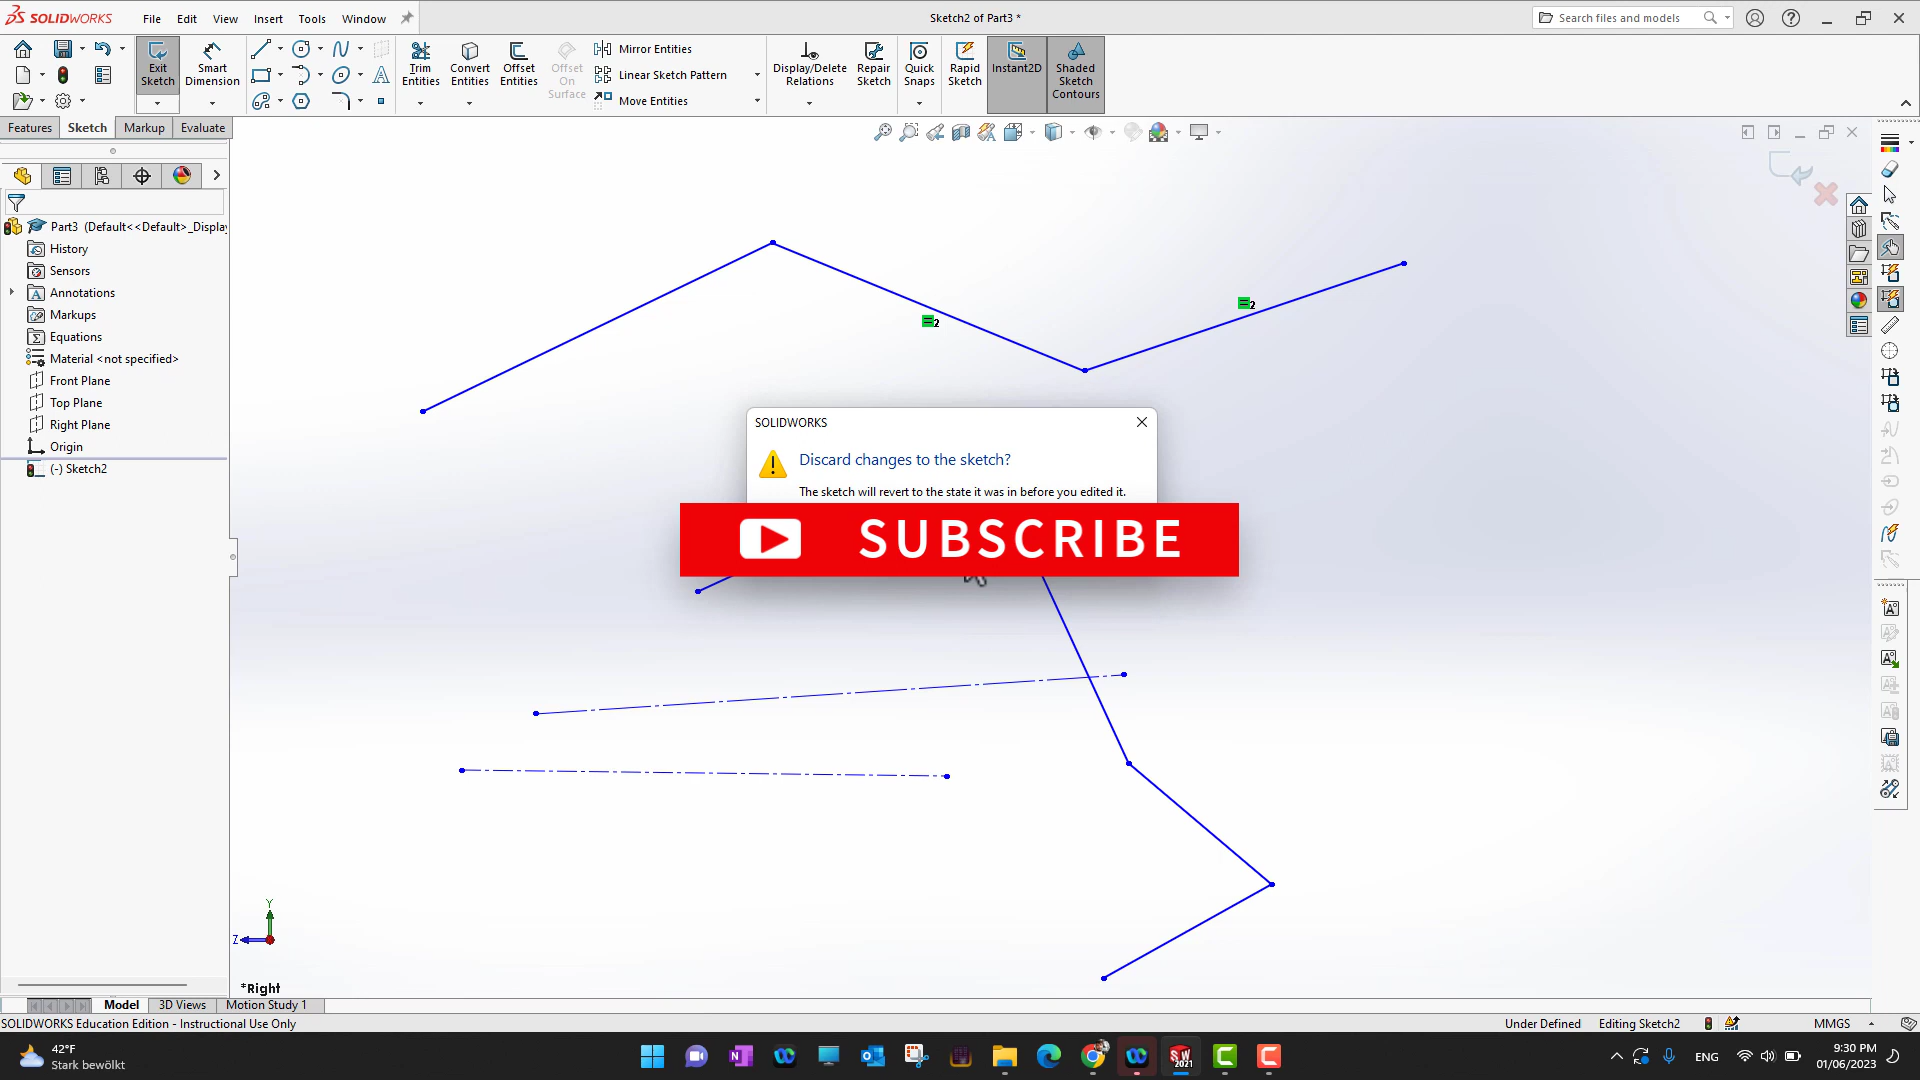 SOLIDWORKS
File Edit View Insert Tools Window
Sketch2 of Part3 *
Search files and models
Exit Sketch
Smart Dimension
Trim Entities
Convert Entities
Offset Entities
Offset On Surface
Mirror Entities
Linear Sketch Pattern
Move Entities
Display/Delete Relations
Repair Sketch
Quick Snaps
Rapid Sketch
Instant2D
Shaded Sketch Contours
Features Sketch Markup Evaluate
Part3 (Default<<Default>_Displa
History
Sensors
Annotations
Markups
Equations
Material <not specified>
Front Plane
Top Plane
Right Plane
Origin
(-) Sketch2
2
2
SOLIDWORKS
Discard changes to the sketch?
The sketch will revert to the state it was in before you edited it.
SUBSCRIBE
Y
Z
*Right
Model 3D Views Motion Study 1
SOLIDWORKS Education Edition - Instructional Use Only
Under Defined Editing Sketch2 MMGS
42°F
Stark bewölkt
SW
2021
ENG
9:30 PM
01/06/2023